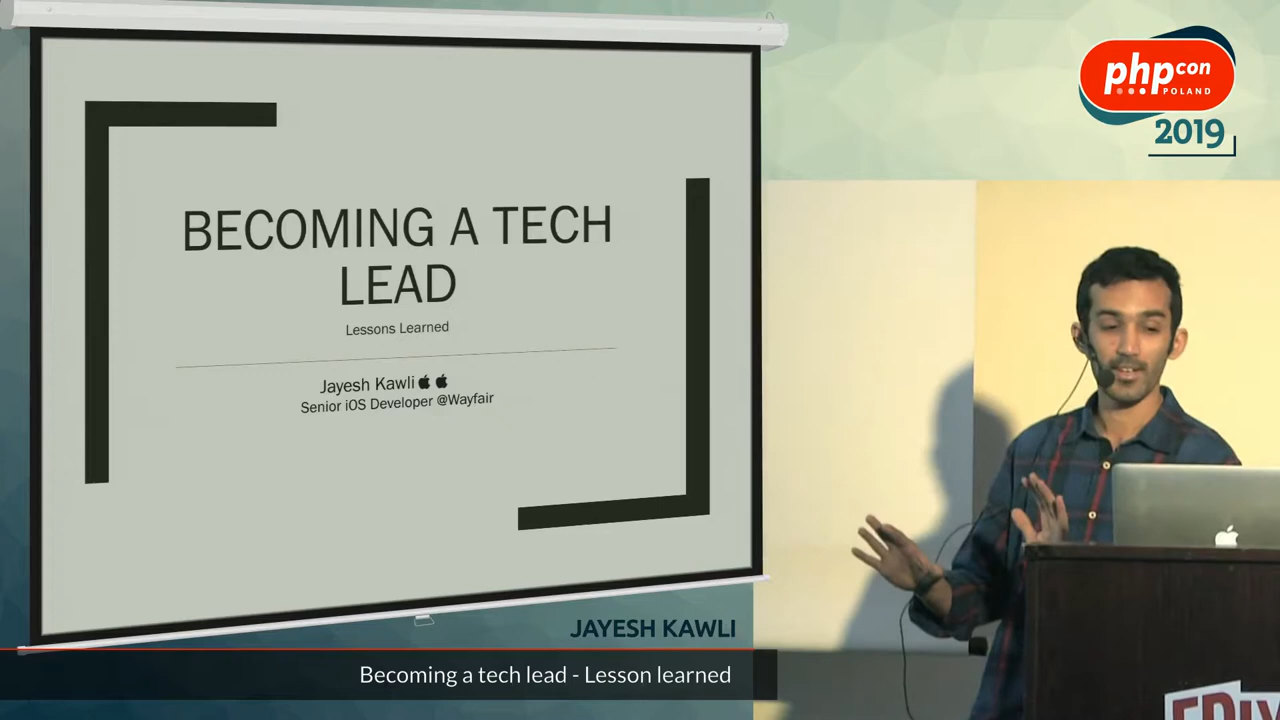 BECOMING A TECH
LEAD
Lessons Learned
Jayesh Kawli
Senior iOS Developer @Wayfair
phpcon
POLAND
2019
JAYESH KAWLI
Becoming a tech lead - Lesson learned